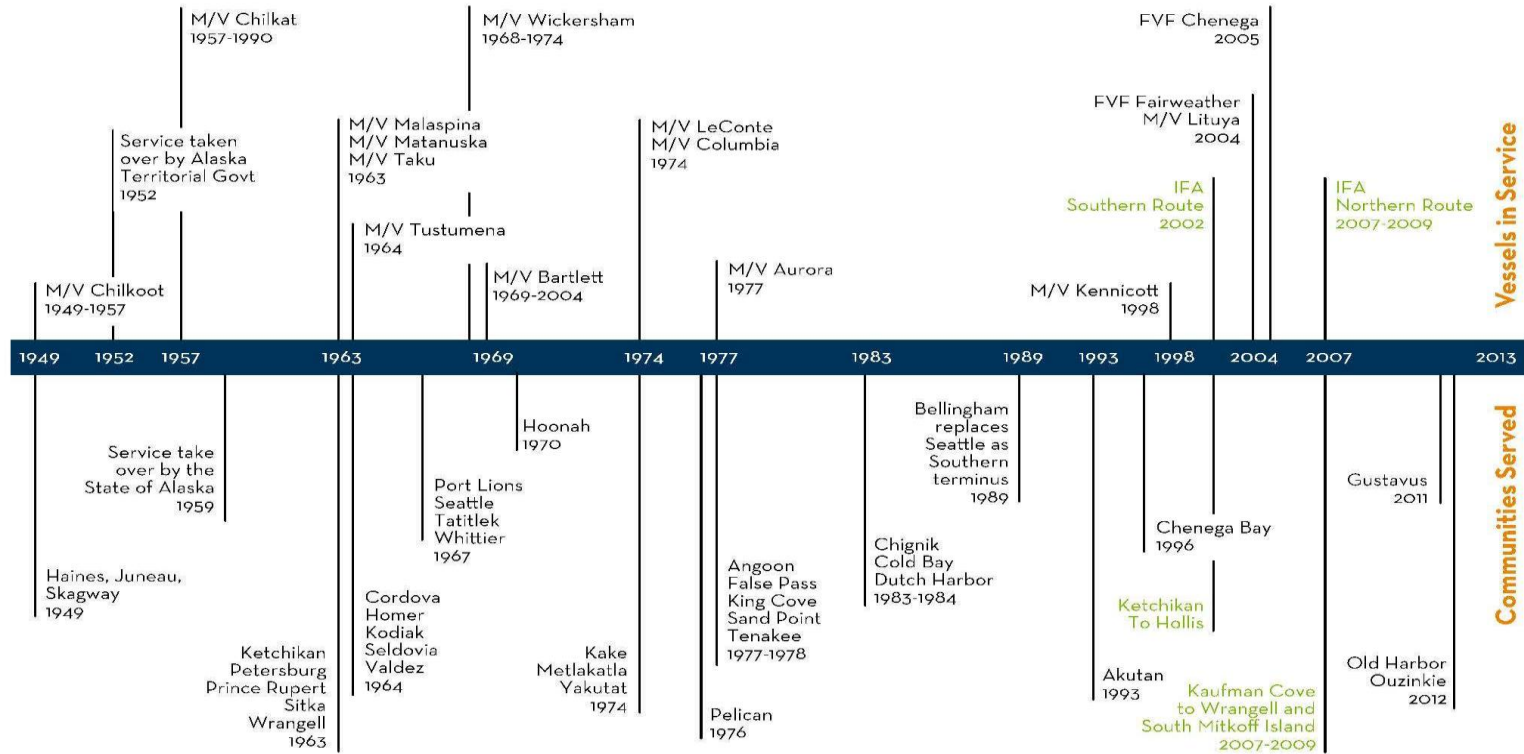 M/V Chilkat
1957-1990
M/V Wickersham
1968-1974
FVF Chenega
2005
Service taken
over by Alaska
Territorial Govt
1952
M/V Malaspina
M/V Matanuska
M/V Taku
1963
M/V LeConte
M/V Columbia
1974
FVF Fairweather
M/V Lituya
2004
IFA
Southern Route
2002
IFA
Northern Route
2007-2009
M/V Tustumena
1964
M/V Chilkoot
1949-1957
M/V Bartlett
1969-2004
M/V Aurora
1977
M/V Kennicott
1998
Vessels in Service
1949 1952 1957 1963 1969 1974 1977 1983 1989 1993 1998 2004 2007 2013
Communities Served
Haines, Juneau,
Skagway
1949
Service take
over by the
State of Alaska
1959
Ketchikan
Petersburg
Prince Rupert
Sitka
Wrangell
1963
Cordova
Homer
Kodiak
Seldovia
Valdez
1964
Port Lions
Seattle
Tatitlek
Whittier
1967
Hoonah
1970
Kake
Metlakatla
Yakutat
1974
Pelican
1976
Angoon
False Pass
King Cove
Sand Point
Tenakee
1977-1978
Chignik
Cold Bay
Dutch Harbor
1983-1984
Bellingham
replaces
Seattle as
Southern
terminus
1989
Akutan
1993
Chenega Bay
1996
Ketchikan
To Hollis
Kaufman Cove
to Wrangell and
South Mitkoff Island
2007-2009
Gustavus
2011
Old Harbor
Ouzinkie
2012